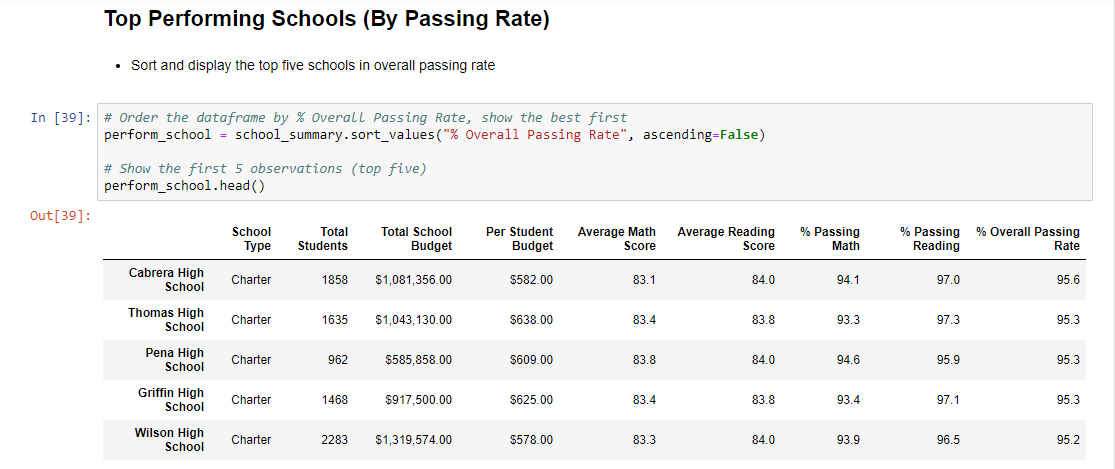 Top Performing Schools (By Passing Rate)
• Sort and display the top five schools in overall passing rate
In [39]: # Order the dataframe by % Overall Passing Rate, show the best first
perform_school = school_summary.sort_values("% Overall Passing Rate", ascending=False)
# Show the first 5 observations (top five)
perform_school.head()
Out[39]:
School Type Total Students Total School Budget Per Student Budget Average Math Score Average Reading Score % Passing Math % Passing Reading % Overall Passing Rate
Cabrera High School Charter 1858 $1,081,356.00 $582.00 83.1 84.0 94.1 97.0 95.6
Thomas High School Charter 1635 $1,043,130.00 $638.00 83.4 83.8 93.3 97.3 95.3
Pena High School Charter 962 $585,858.00 $609.00 83.8 84.0 94.6 95.9 95.3
Griffin High School Charter 1468 $917,500.00 $625.00 83.4 83.8 93.4 97.1 95.3
Wilson High School Charter 2283 $1,319,574.00 $578.00 83.3 84.0 93.9 96.5 95.2